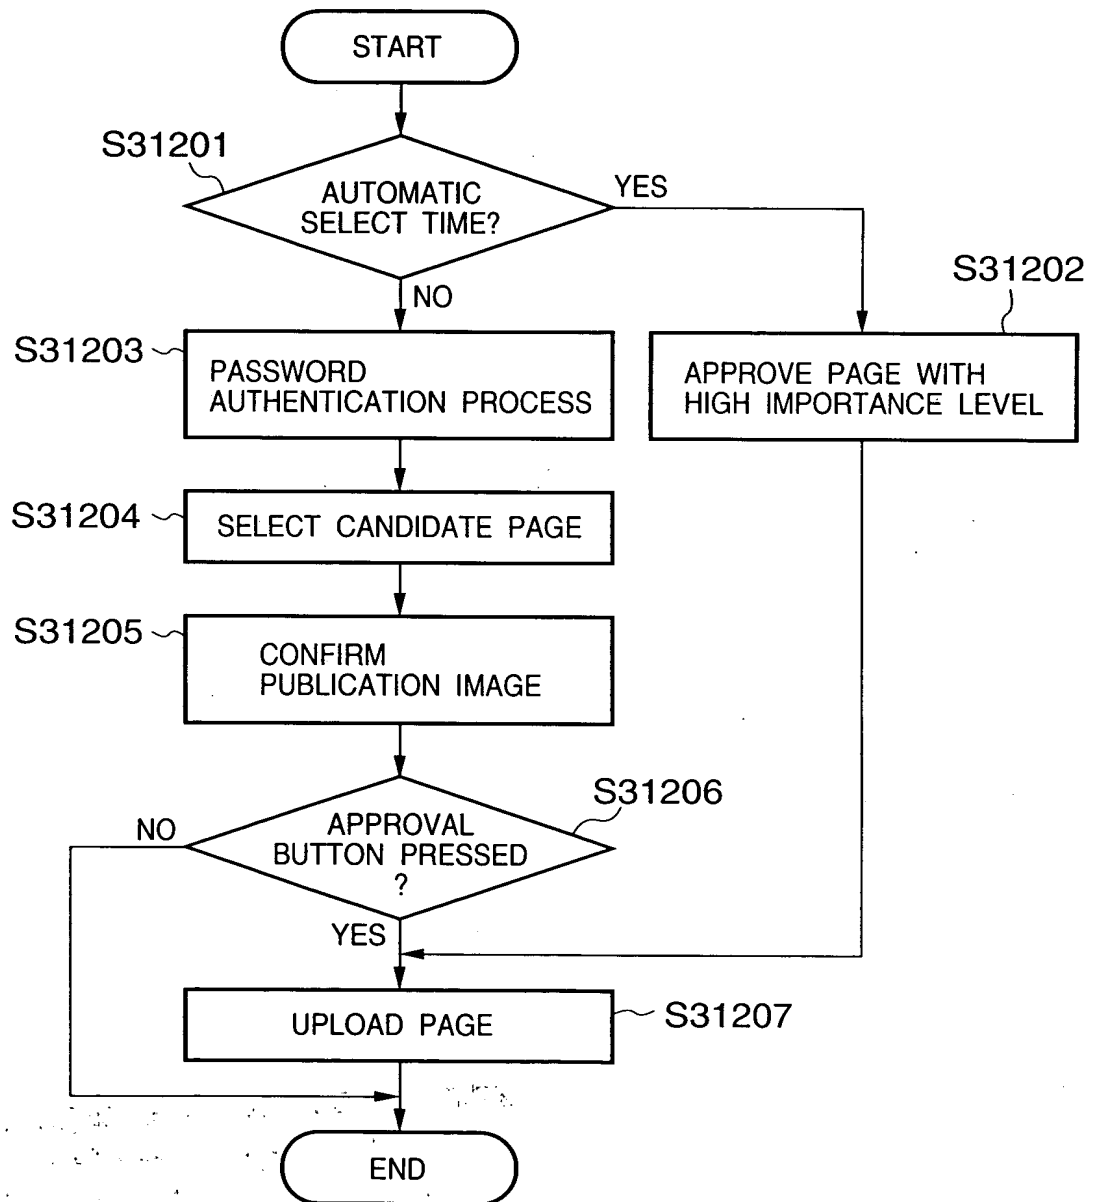 START
S31201
AUTOMATIC
SELECT TIME?
YES
NO
S31202
S31203
PASSWORD
AUTHENTICATION PROCESS
APPROVE PAGE WITH
HIGH IMPORTANCE LEVEL
S31204
SELECT CANDIDATE PAGE
S31205
CONFIRM
PUBLICATION IMAGE
S31206
NO
APPROVAL
BUTTON PRESSED
?
YES
UPLOAD PAGE
S31207
END